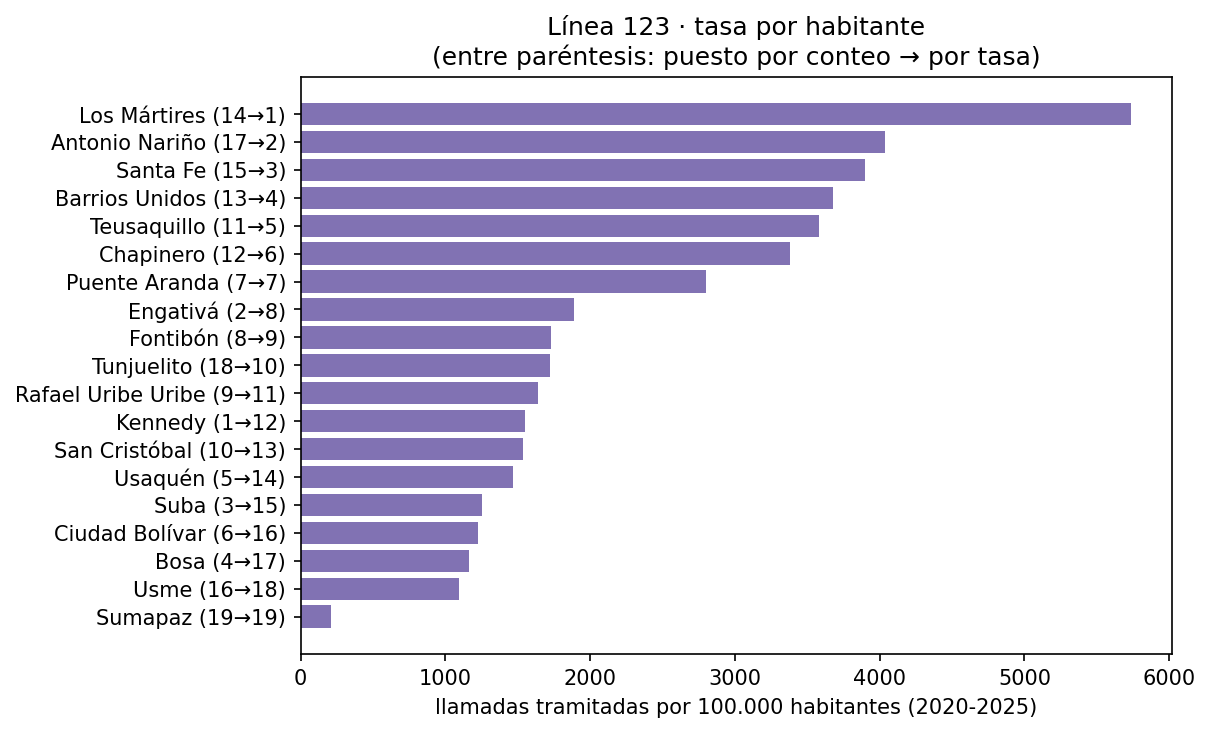 Línea 123 · tasa por habitante
(entre paréntesis: puesto por conteo → por tasa)
Los Mártires (14→1)
Antonio Nariño (17→2)
Santa Fe (15→3)
Barrios Unidos (13→4)
Teusaquillo (11→5)
Chapinero (12→6)
Puente Aranda (7→7)
Engativá (2→8)
Fontibón (8→9)
Tunjuelito (18→10)
Rafael Uribe Uribe (9→11)
Kennedy (1→12)
San Cristóbal (10→13)
Usaquén (5→14)
Suba (3→15)
Ciudad Bolívar (6→16)
Bosa (4→17)
Usme (16→18)
Sumapaz (19→19)
0 1000 2000 3000 4000 5000 6000
llamadas tramitadas por 100.000 habitantes (2020-2025)